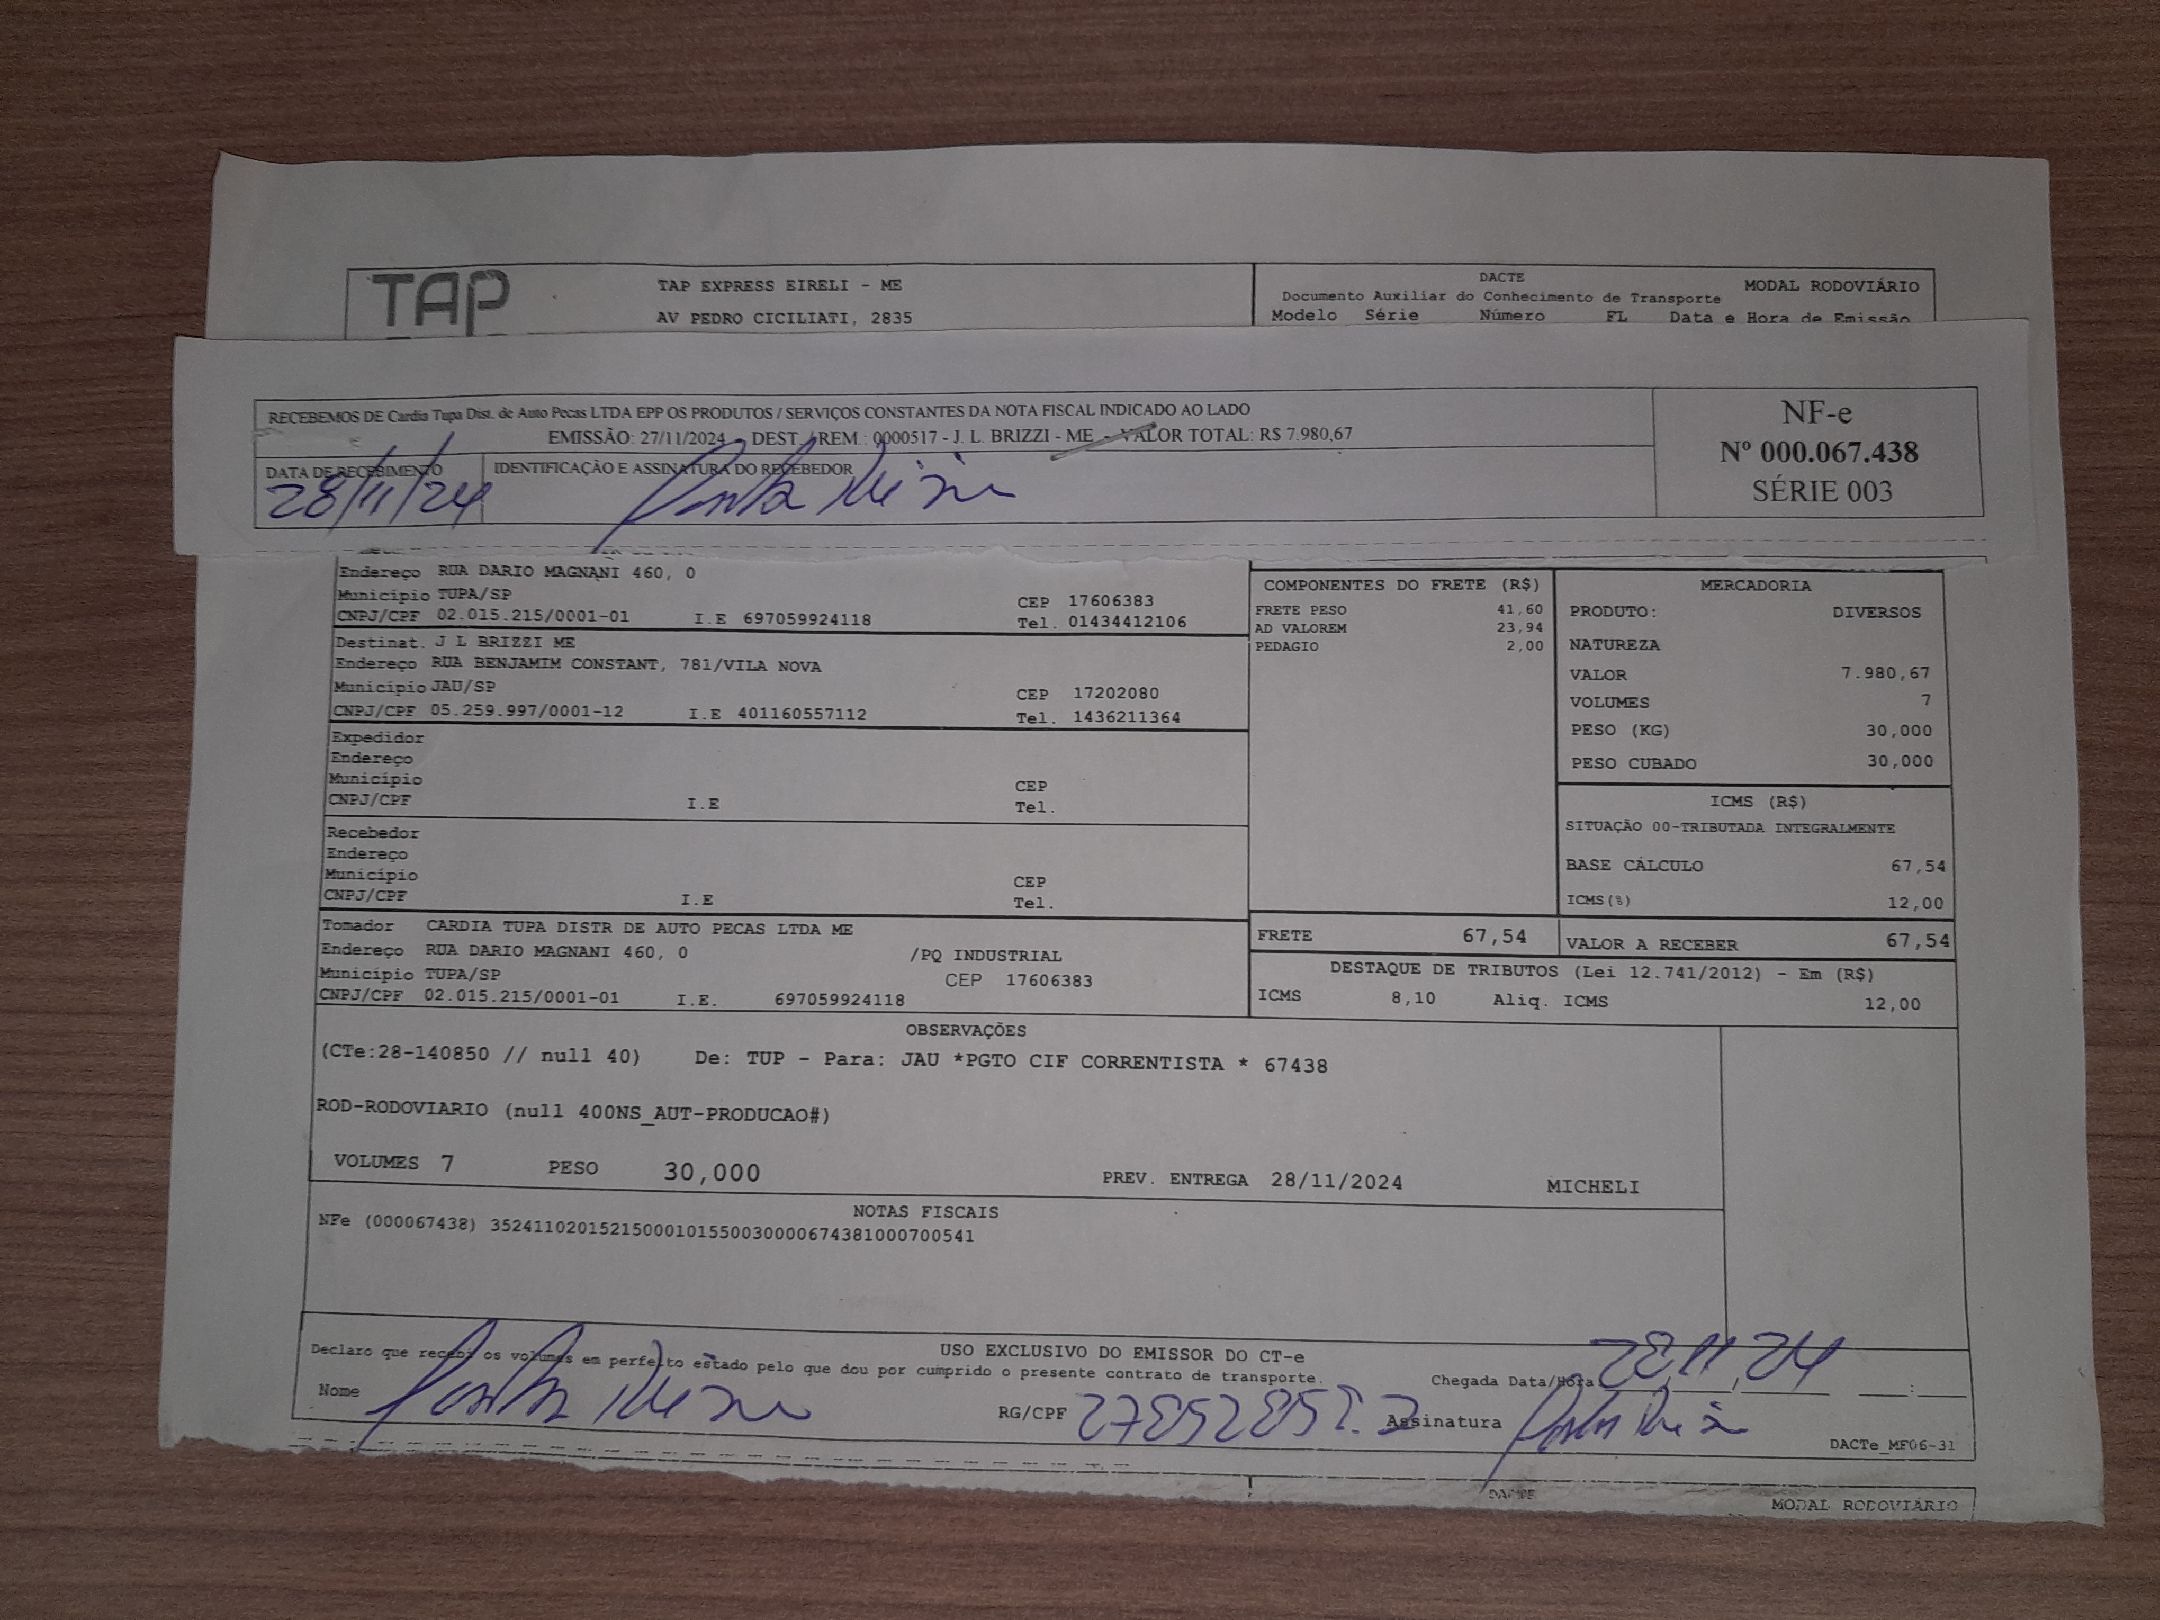 TAP
TAP EXPRESS EIRELI - ME
AV PEDRO CICILIATI, 2835
DACTE
MODAL RODOVIÁRIO
Documento Auxiliar do Conhecimento de Transporte
Modelo Série Número FL Data e Hora de Emissão
RECEBEMOS DE Cardia Tupa Dist. de Auto Pecas LTDA EPP OS PRODUTOS / SERVIÇOS CONSTANTES DA NOTA FISCAL INDICADO AO LADO
EMISSÃO: 27/11/2024 - DEST. / REM.: 0000517 - J. L. BRIZZI - ME - VALOR TOTAL: R$ 7.980,67
DATA DE RECEBIMENTO
28/11/24
IDENTIFICAÇÃO E ASSINATURA DO RECEBEDOR
NF-e
Nº 000.067.438
SÉRIE 003
Endereço RUA DARIO MAGNANI 460, 0
Município TUPA/SP CEP 17606383
CNPJ/CPF 02.015.215/0001-01 I.E 697059924118 Tel. 01434412106
Destinat. J L BRIZZI ME
Endereço RUA BENJAMIM CONSTANT, 781/VILA NOVA
Município JAU/SP CEP 17202080
CNPJ/CPF 05.259.997/0001-12 I.E 401160557112 Tel. 1436211364
Expedidor
Endereço
Município CEP
CNPJ/CPF I.E Tel.
Recebedor
Endereço
Município CEP
CNPJ/CPF I.E Tel.
Tomador CARDIA TUPA DISTR DE AUTO PECAS LTDA ME
Endereço RUA DARIO MAGNANI 460, 0 /PQ INDUSTRIAL
Município TUPA/SP CEP 17606383
CNPJ/CPF 02.015.215/0001-01 I.E. 697059924118
COMPONENTES DO FRETE (R$)
FRETE PESO 41,60
AD VALOREM 23,94
PEDAGIO 2,00
MERCADORIA
PRODUTO: DIVERSOS
NATUREZA
VALOR 7.980,67
VOLUMES 7
PESO (KG) 30,000
PESO CUBADO 30,000
ICMS (R$)
SITUAÇÃO 00-TRIBUTADA INTEGRALMENTE
BASE CÁLCULO 67,54
ICMS(%) 12,00
FRETE 67,54
VALOR A RECEBER 67,54
DESTAQUE DE TRIBUTOS (Lei 12.741/2012) - Em (R$)
ICMS 8,10 Aliq. ICMS 12,00
OBSERVAÇÕES
(CTe:28-140850 // null 40) De: TUP - Para: JAU *PGTO CIF CORRENTISTA * 67438
ROD-RODOVIARIO (null 400NS_AUT-PRODUCAO#)
VOLUMES 7 PESO 30,000 PREV. ENTREGA 28/11/2024 MICHELI
NOTAS FISCAIS
NFe (000067438) 35241102015215000101550030000674381000700541
USO EXCLUSIVO DO EMISSOR DO CT-e
Declaro que recebi os volumes em perfeito estado pelo que dou por cumprido o presente contrato de transporte.
Chegada Data/Hora 28 11 24
Nome
RG/CPF
Assinatura
DACTe_MF06-31
DACTE
MODAL RODOVIÁRIO